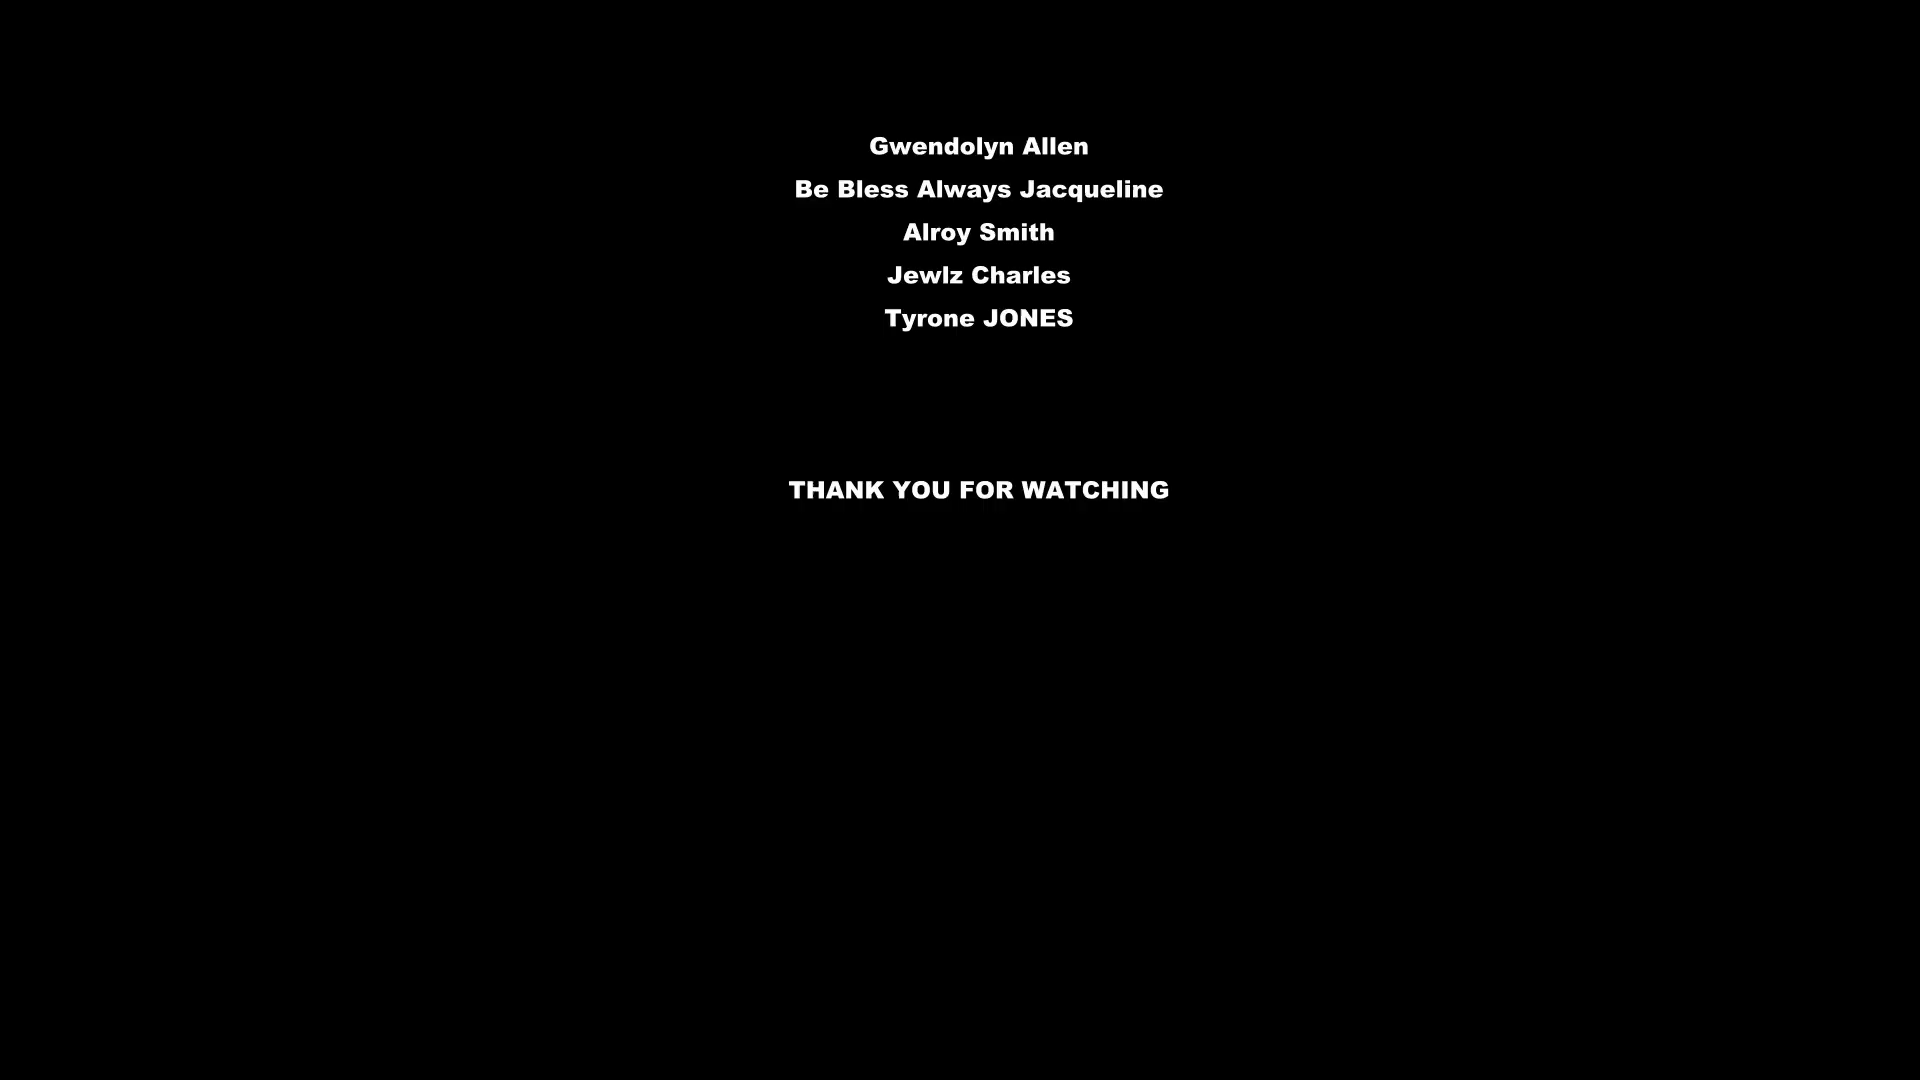 Gwendolyn Allen
Be Bless Always Jacqueline
Alroy Smith
Jewlz Charles
Tyrone JONES
THANK YOU FOR WATCHING